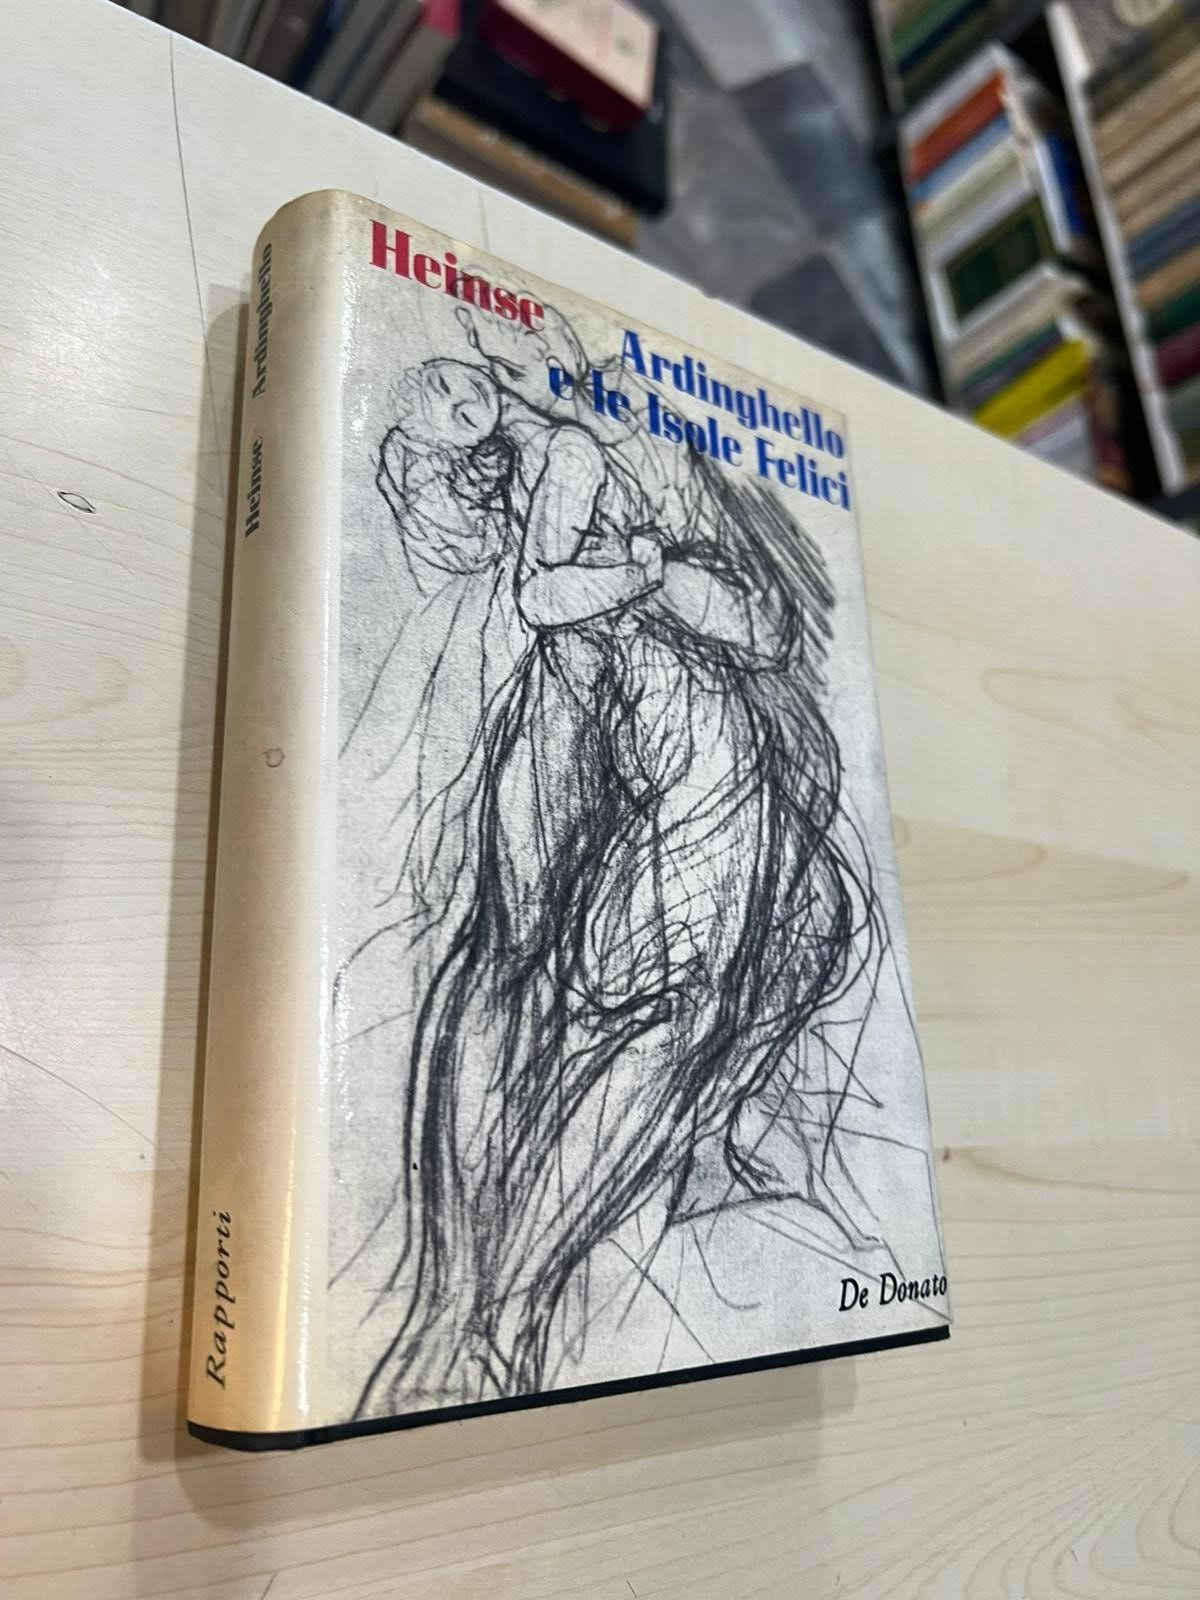 Heinse
Ardinghello
e le Isole Felici
De Donato
Heinse Ardinghello
Rapporti